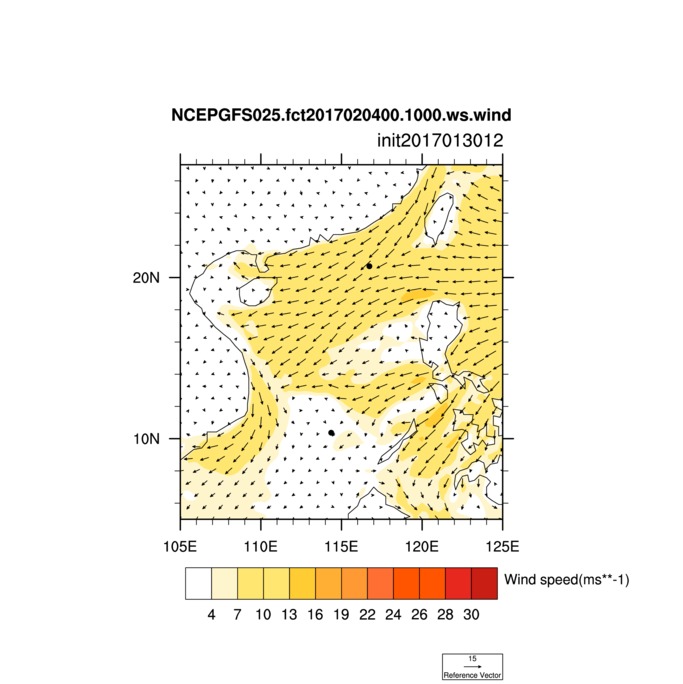 NCEPGFS025.fct2017020400.1000.ws.wind
init2017013012
20N
10N
105E 110E 115E 120E 125E
Wind speed(ms**-1)
4 7 10 13 16 19 22 24 26 28 30
15
Reference Vector